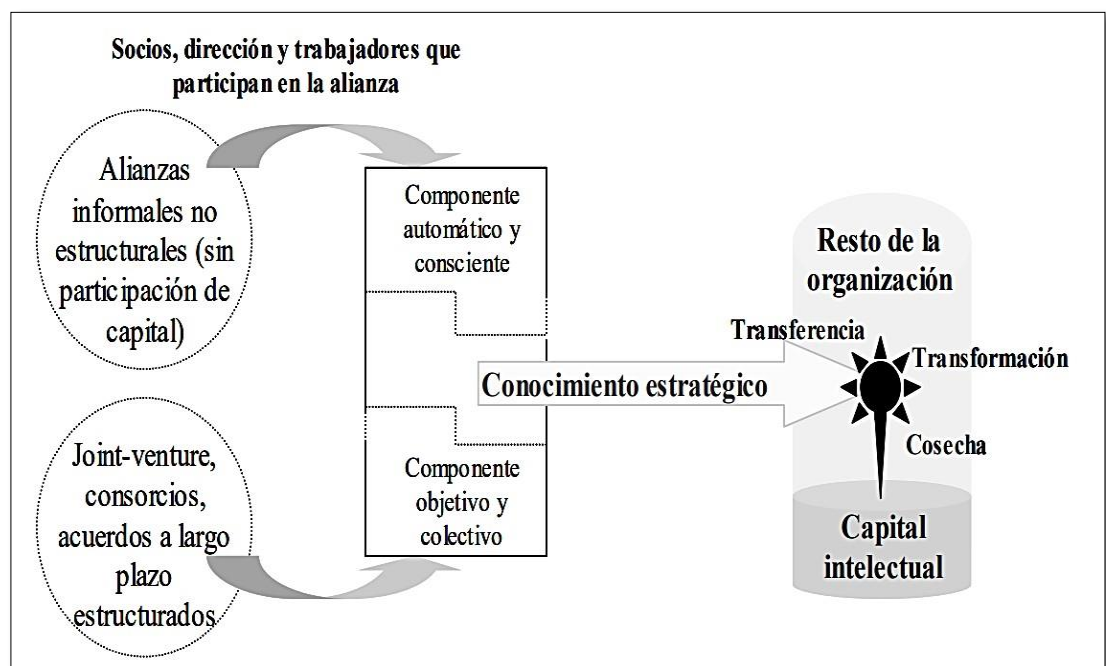 Socios, dirección y trabajadores que
participan en la alianza
Alianzas
informales no
estructurales (sin
participación de
capital)
Joint-venture,
consorcios,
acuerdos a largo
plazo
estructurados
Componente
automático y
consciente
Componente
objetivo y
colectivo
Conocimiento estratégico
Resto de la
organización
Transferencia
Transformación
Cosecha
Capital
intelectual